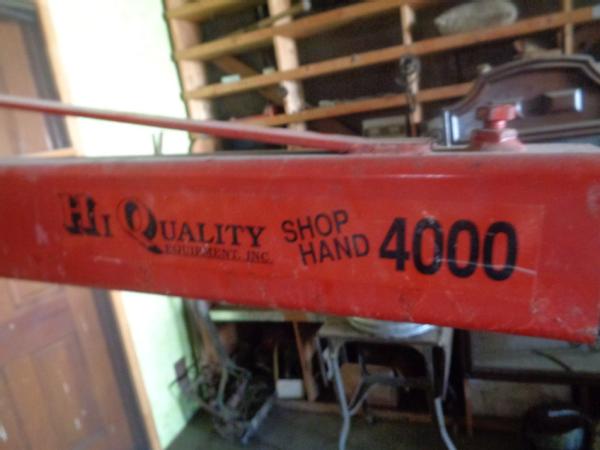 Hi Quality
Equipment, Inc.
Shop
Hand
4000